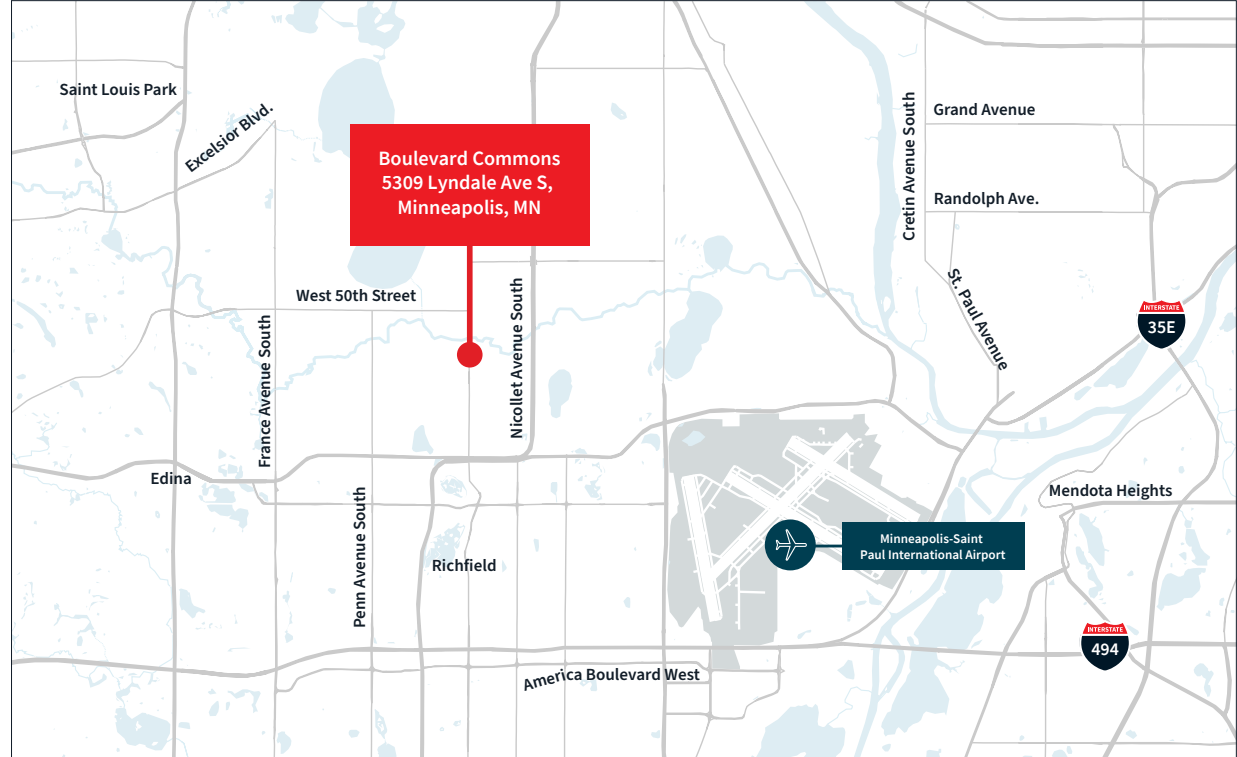 Saint Louis Park
Excelsior Blvd.
Boulevard Commons
5309 Lyndale Ave S,
Minneapolis, MN
Cretin Avenue South
Grand Avenue
Randolph Ave.
St. Paul Avenue
INTERSTATE
35E
West 50th Street
France Avenue South
Nicollet Avenue South
Edina
Penn Avenue South
Richfield
Mendota Heights
Minneapolis-Saint
Paul International Airport
INTERSTATE
494
America Boulevard West